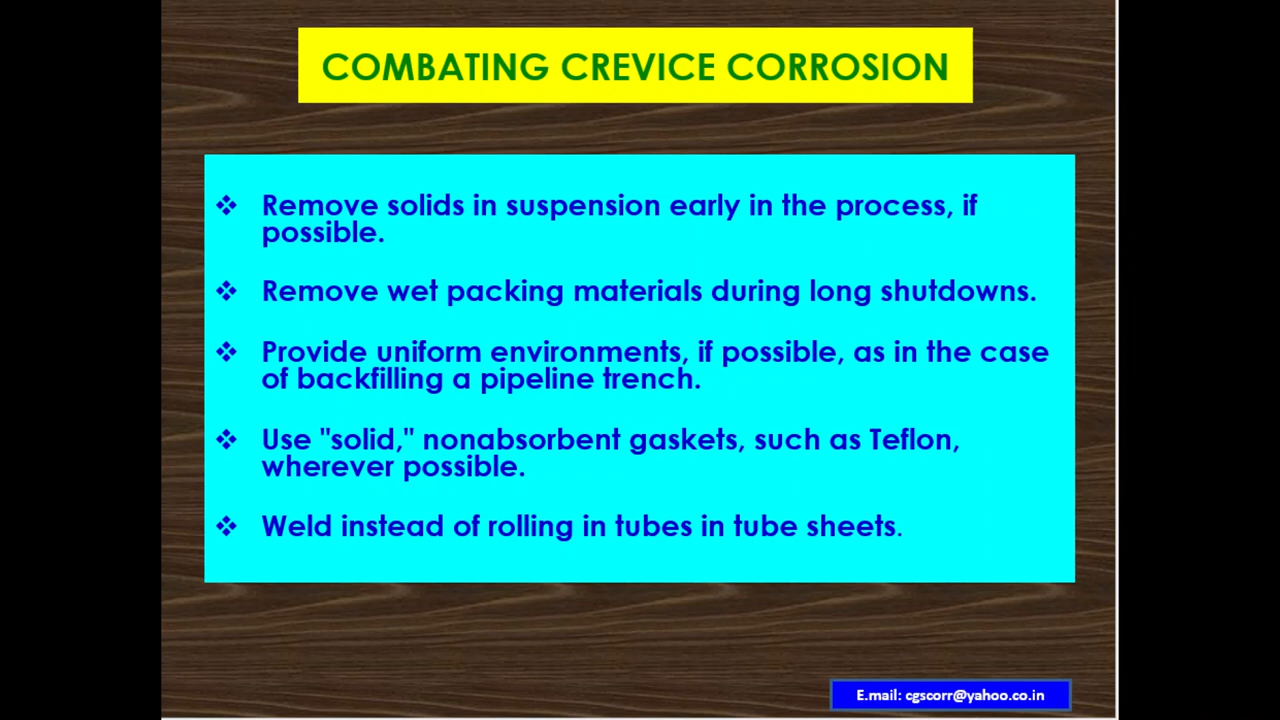 COMBATING CREVICE CORROSION
❖ Remove solids in suspension early in the process, if
possible.
❖ Remove wet packing materials during long shutdowns.
❖ Provide uniform environments, if possible, as in the case
of backfilling a pipeline trench.
❖ Use "solid," nonabsorbent gaskets, such as Teflon,
wherever possible.
❖ Weld instead of rolling in tubes in tube sheets.
E.mail: cgscorr@yahoo.co.in